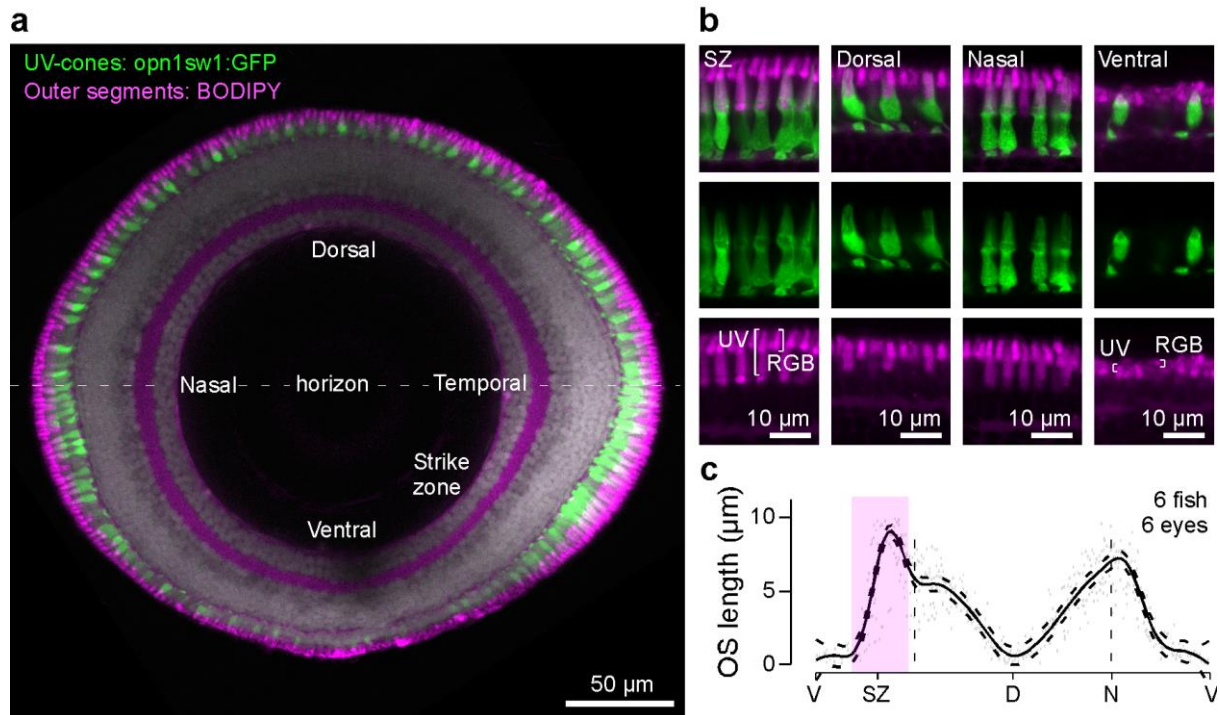 a
UV-cones: opn1sw1:GFP
Outer segments: BODIPY
Dorsal
Nasal
horizon
Temporal
Strike
zone
Ventral
50 µm
b
SZ
Dorsal
Nasal
Ventral
UV
RGB
UV
RGB
10 µm
10 µm
10 µm
10 µm
c
6 fish
6 eyes
OS length (µm)
10
5
0
V
SZ
D
N
V